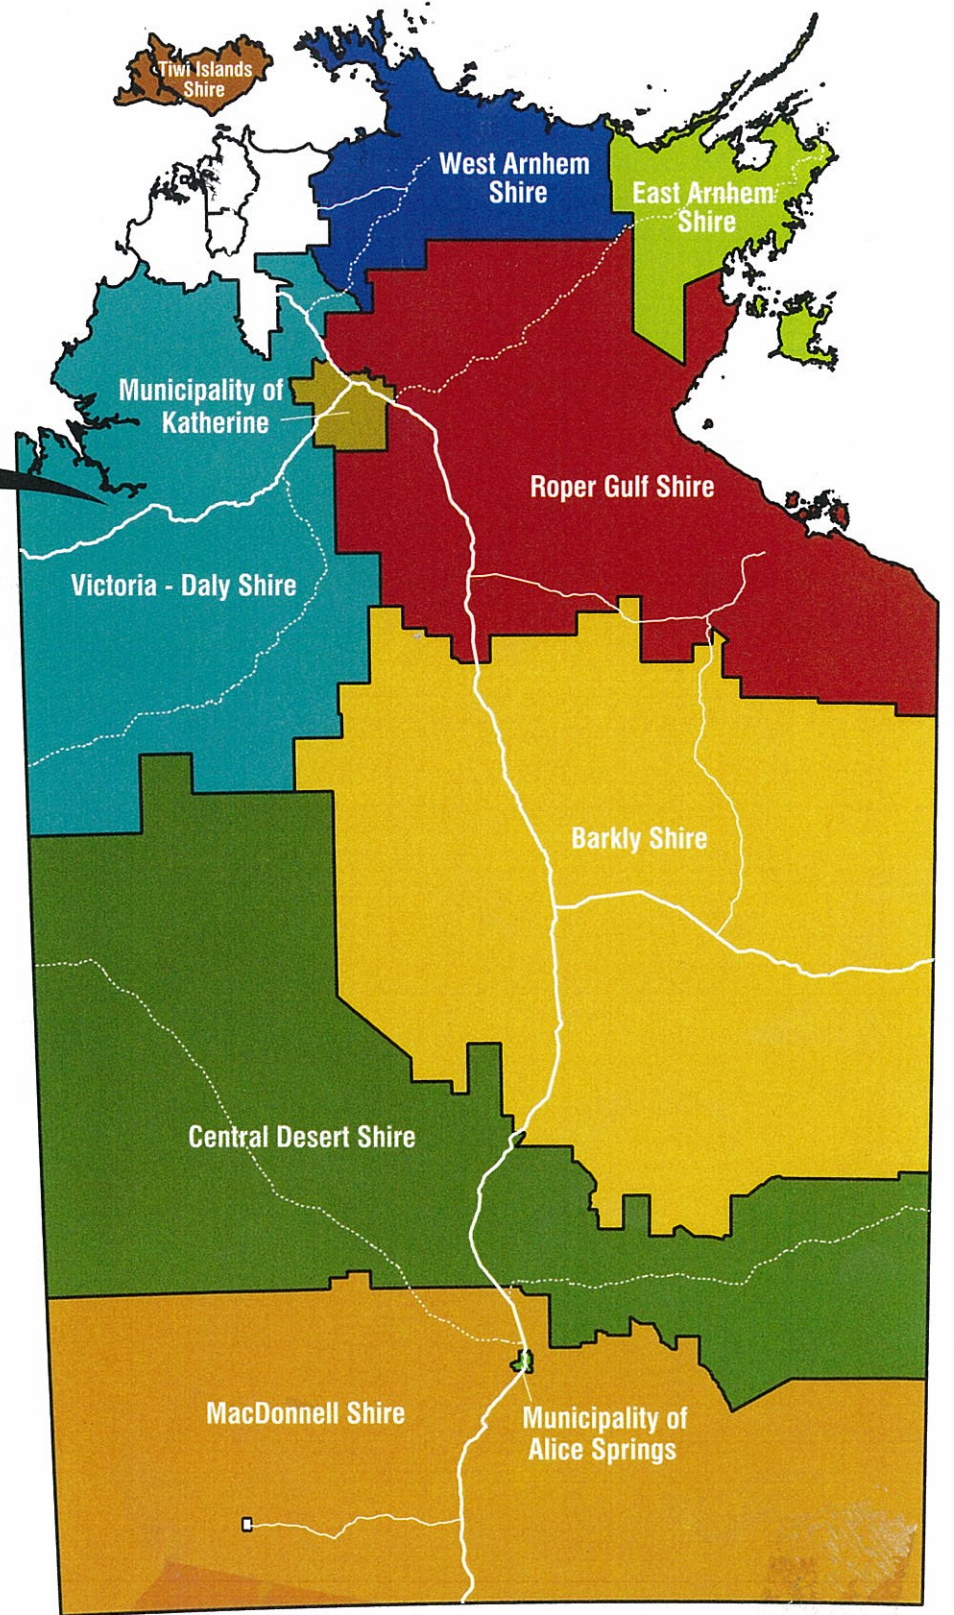 Tiwi Islands
Shire
West Arnhem
Shire
East Arnhem
Shire
Municipality of
Katherine
Roper Gulf Shire
Victoria - Daly Shire
Barkly Shire
Central Desert Shire
MacDonnell Shire
Municipality of
Alice Springs